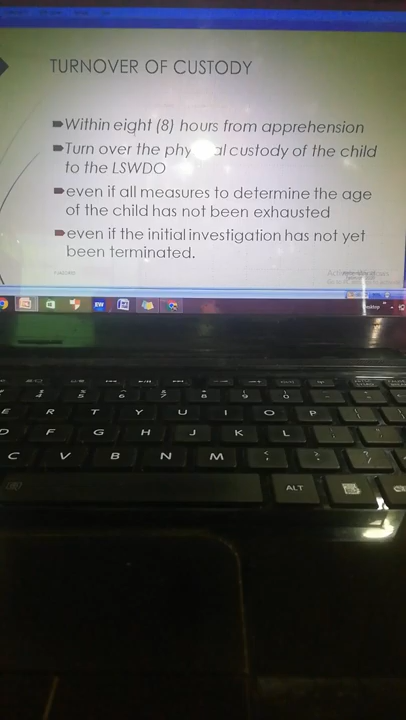 TURNOVER OF CUSTODY
Within eight (8) hours from apprehension
Turn over the physical custody of the child
to the LSWDO
even if all measures to determine the age
of the child has not been exhausted
even if the initial investigation has not yet
been terminated.
E R T Y U I O P
D F G H J K L
C V B N M
ALT